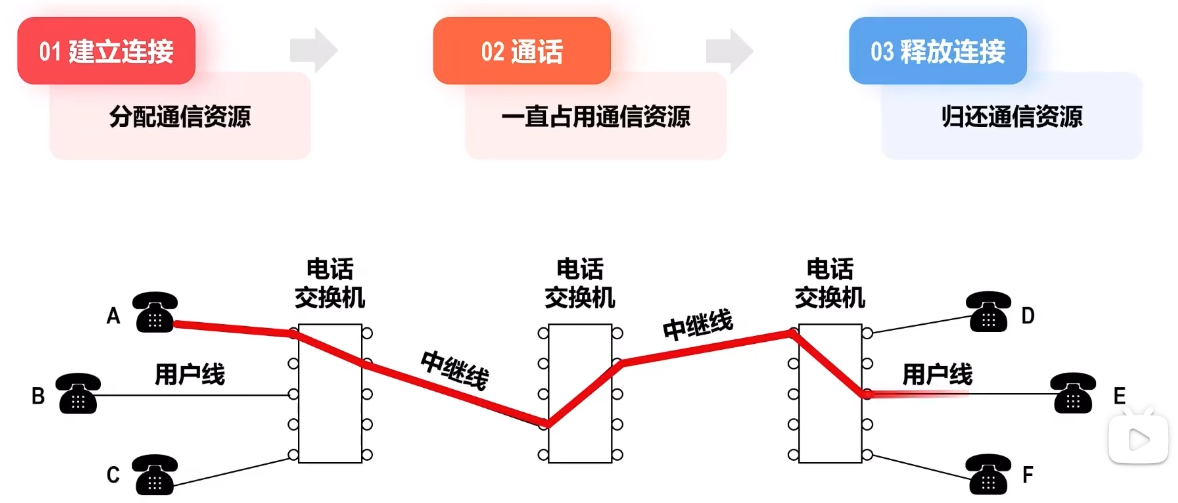 01 建立连接
02 通话
03 释放连接
分配通信资源
一直占用通信资源
归还通信资源
电话
交换机
电话
交换机
电话
交换机
A
中继线
中继线
D
B
用户线
用户线
E
C
F